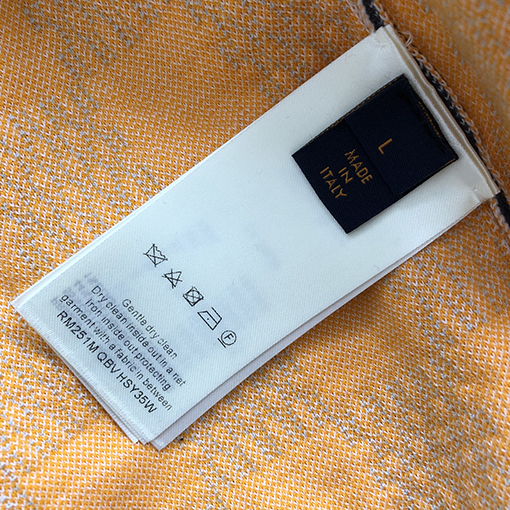 L
MADE
IN
ITALY
Gentle dry clean
Dry clean inside out in a net
Iron inside out protecting
garment with a fabric in between
RM251M QBV HSY35W